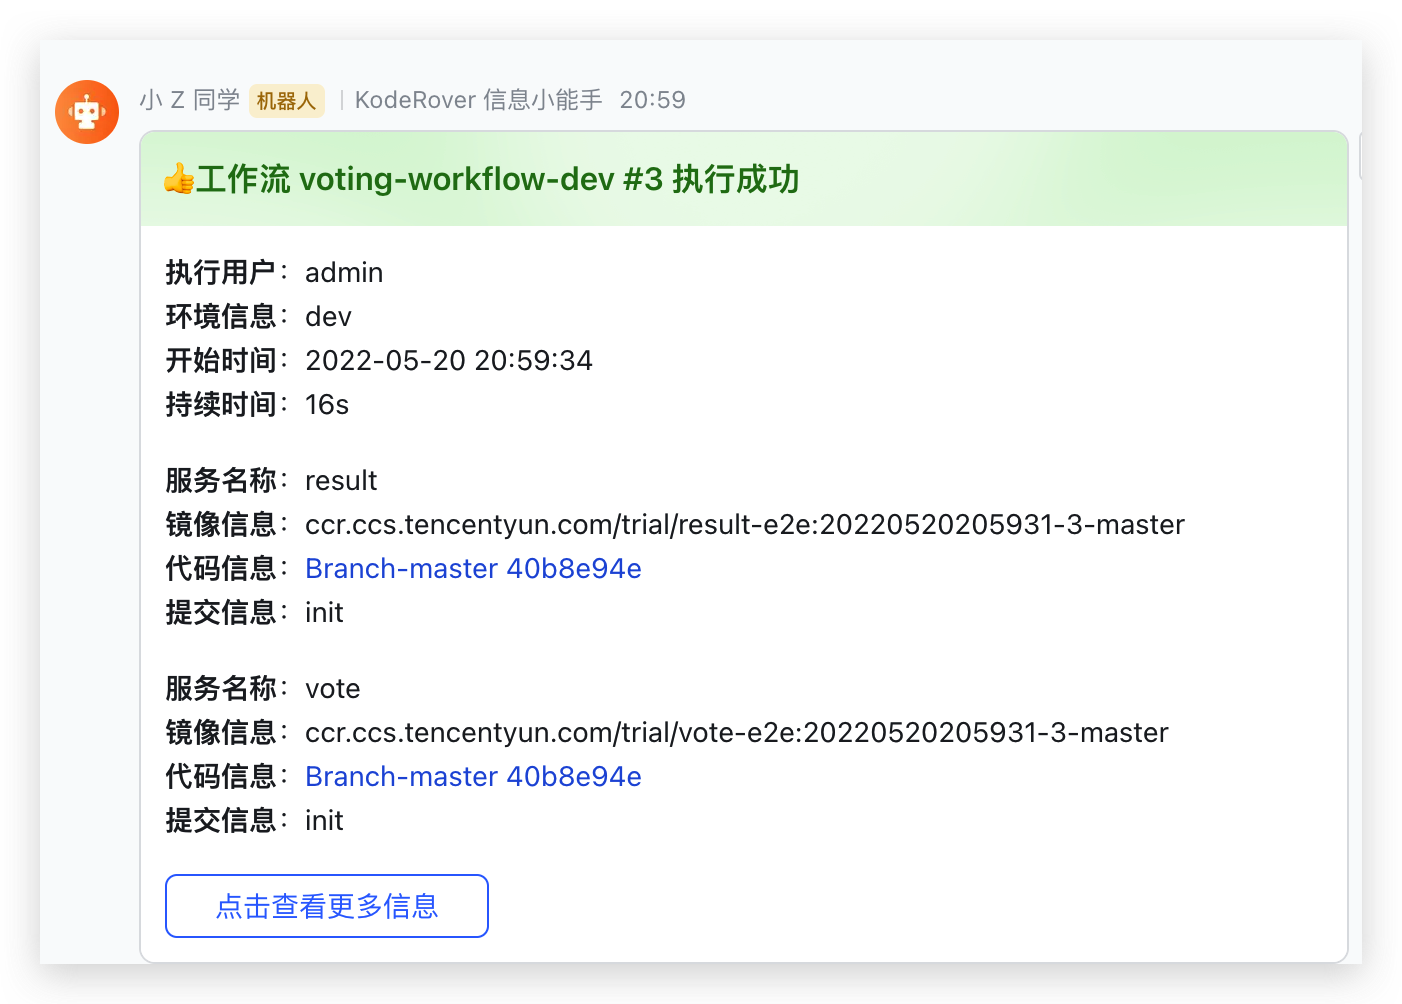 小 Z 同学 机器人 | KodeRover 信息小能手 20:59
👍工作流 voting-workflow-dev #3 执行成功
执行用户：admin
环境信息：dev
开始时间：2022-05-20 20:59:34
持续时间：16s
服务名称：result
镜像信息：ccr.ccs.tencentyun.com/trial/result-e2e:20220520205931-3-master
代码信息：Branch-master 40b8e94e
提交信息：init
服务名称：vote
镜像信息：ccr.ccs.tencentyun.com/trial/vote-e2e:20220520205931-3-master
代码信息：Branch-master 40b8e94e
提交信息：init
点击查看更多信息